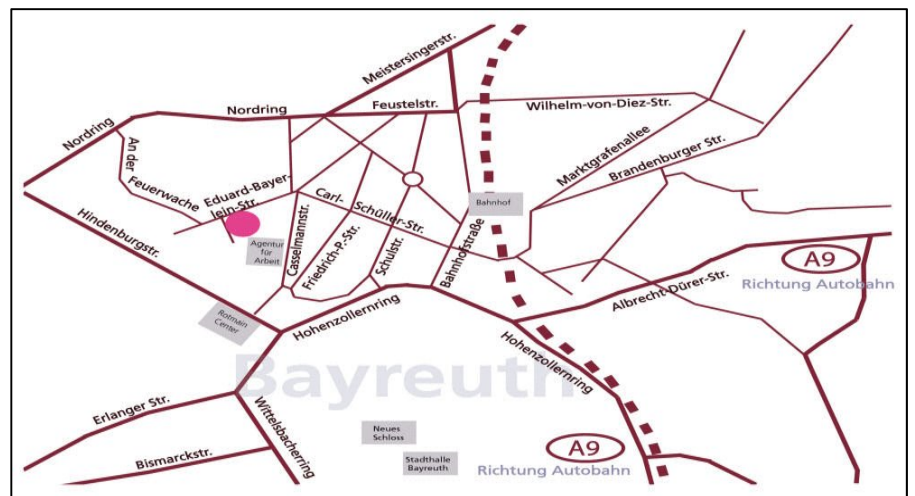 Meistersingerstr.
Nordring
Feustelstr.
Wilhelm-von-Diez-Str.
Nordring
An der
Feuerwache
Eduard-Bayer-
lein-Str.
Marktgrafenallee
Brandenburger Str.
Carl-
Schüller-Str.
Bahnhof
Hindenburgstr.
Agentur
für
Arbeit
Casselmannstr.
Friedrich-P.-Str.
Schulstr.
Bahnhofstraße
A9
Richtung Autobahn
Albrecht-Dürer-Str.
Rotmain
Center
Hohenzollernring
Hohenzollernring
Bayreuth
Erlanger Str.
Wittelsbacherring
Neues
Schloss
Bismarckstr.
Stadthalle
Bayreuth
A9
Richtung Autobahn